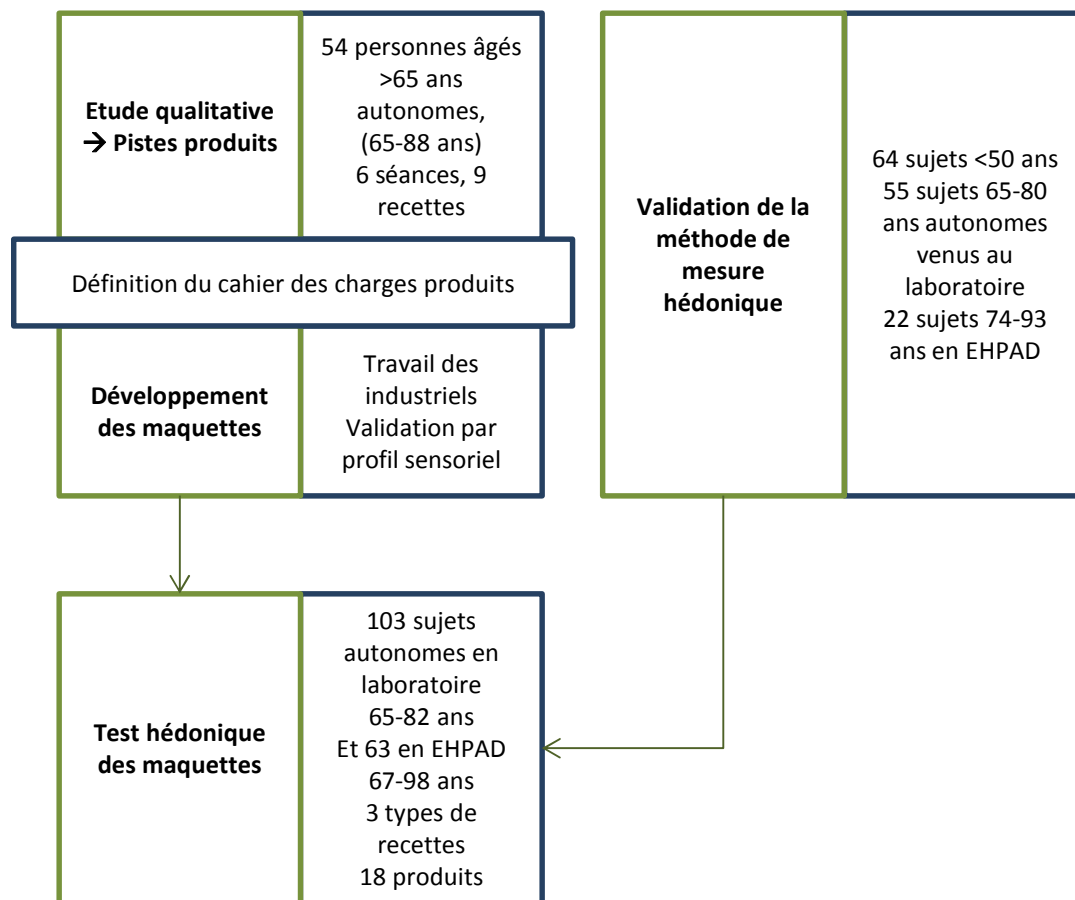 Etude qualitative
→ Pistes produits
54 personnes âgés
>65 ans
autonomes,
(65-88 ans)
6 séances, 9
recettes
Définition du cahier des charges produits
Développement
des maquettes
Travail des
industriels
Validation par
profil sensoriel
Validation de la
méthode de
mesure
hédonique
64 sujets <50 ans
55 sujets 65-80
ans autonomes
venus au
laboratoire
22 sujets 74-93
ans en EHPAD
Test hédonique
des maquettes
103 sujets
autonomes en
laboratoire
65-82 ans
Et 63 en EHPAD
67-98 ans
3 types de
recettes
18 produits